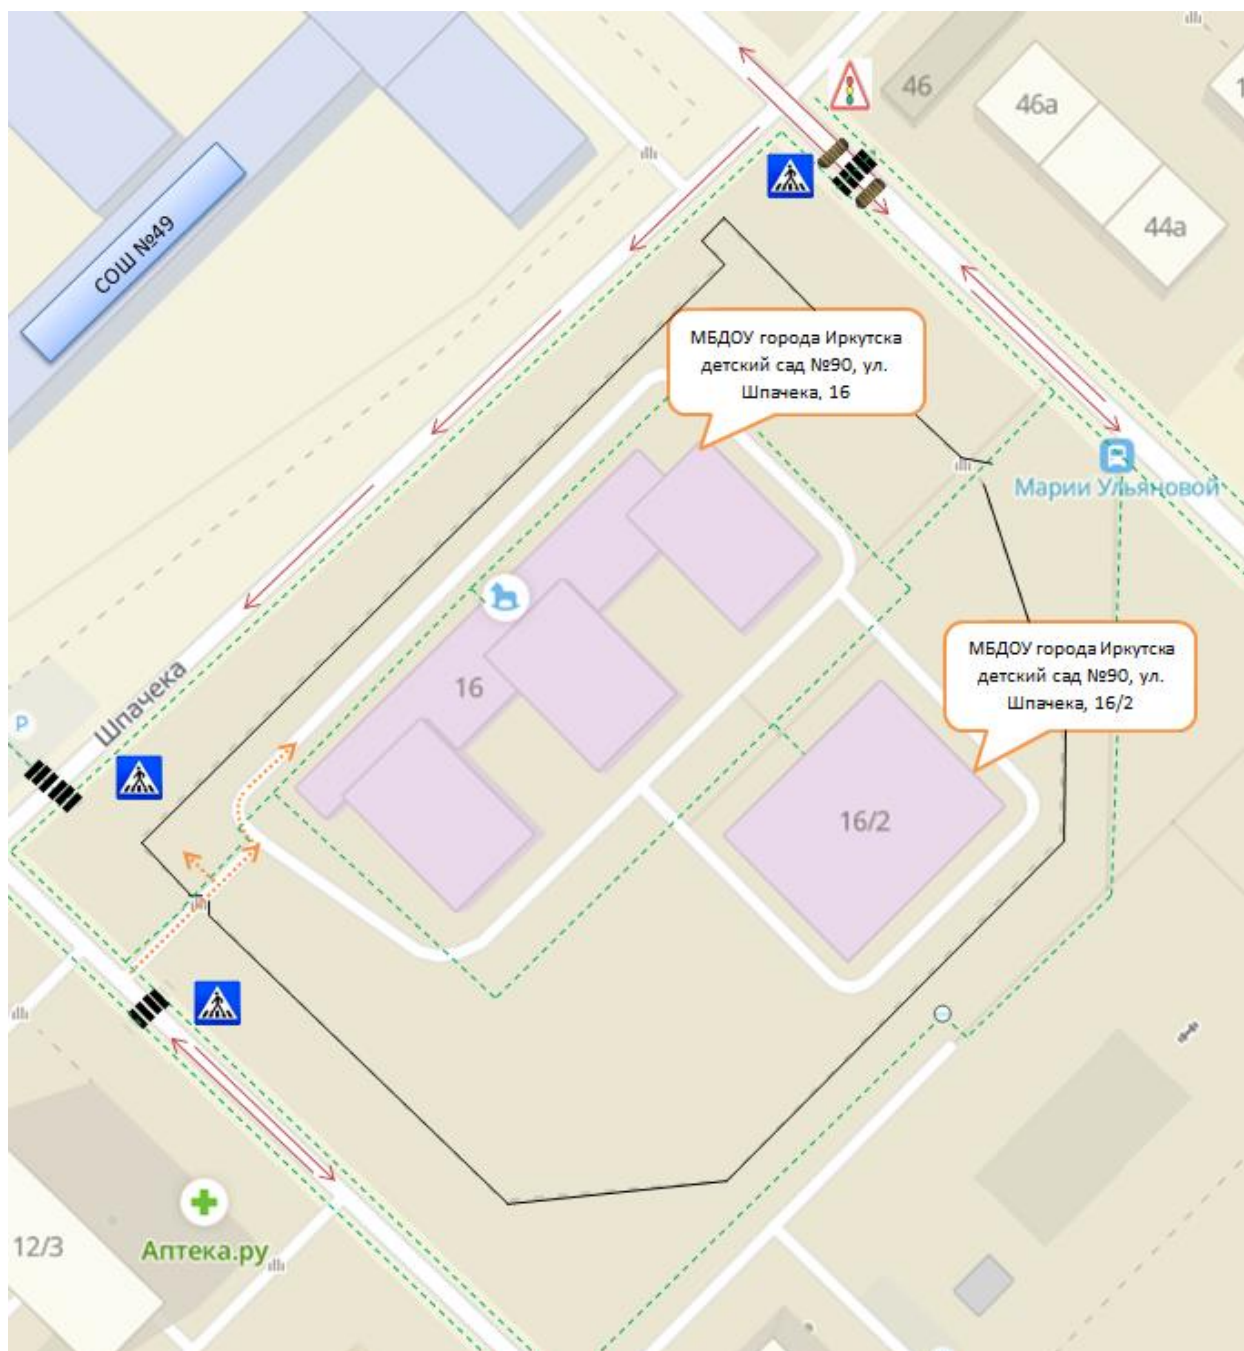 46
46а
44а
СОШ №49
МБДОУ города Иркутска
детский сад №90, ул.
Шпачека, 16
Марии Ульяновой
МБДОУ города Иркутска
детский сад №90, ул.
Шпачека, 16/2
16
Шпачека
P
16/2
12/3
Аптека.ру